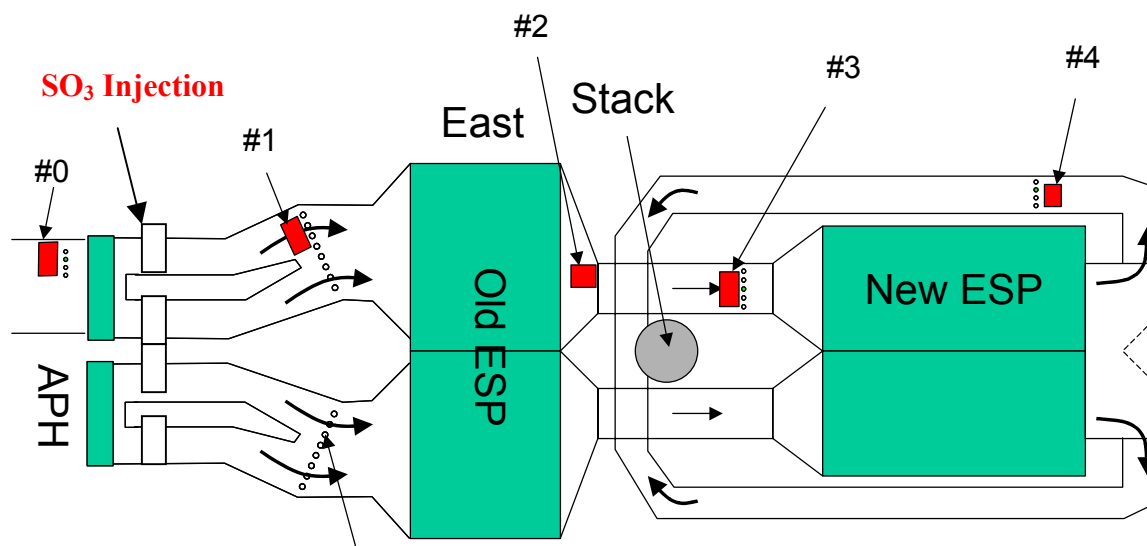 #2
Stack
#3
#4
SO₃ Injection
East
#1
#0
Old ESP
New ESP
APH